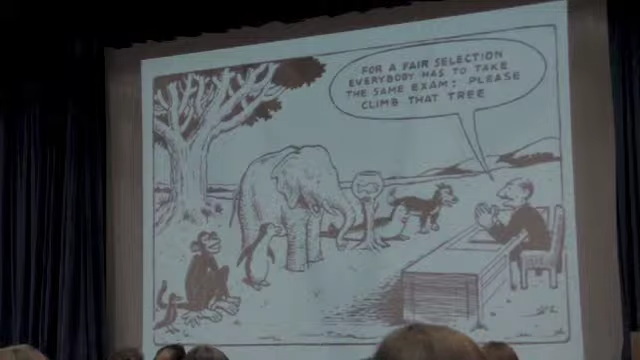 FOR A FAIR SELECTION
EVERYBODY HAS TO TAKE
THE SAME EXAM: PLEASE
CLIMB THAT TREE